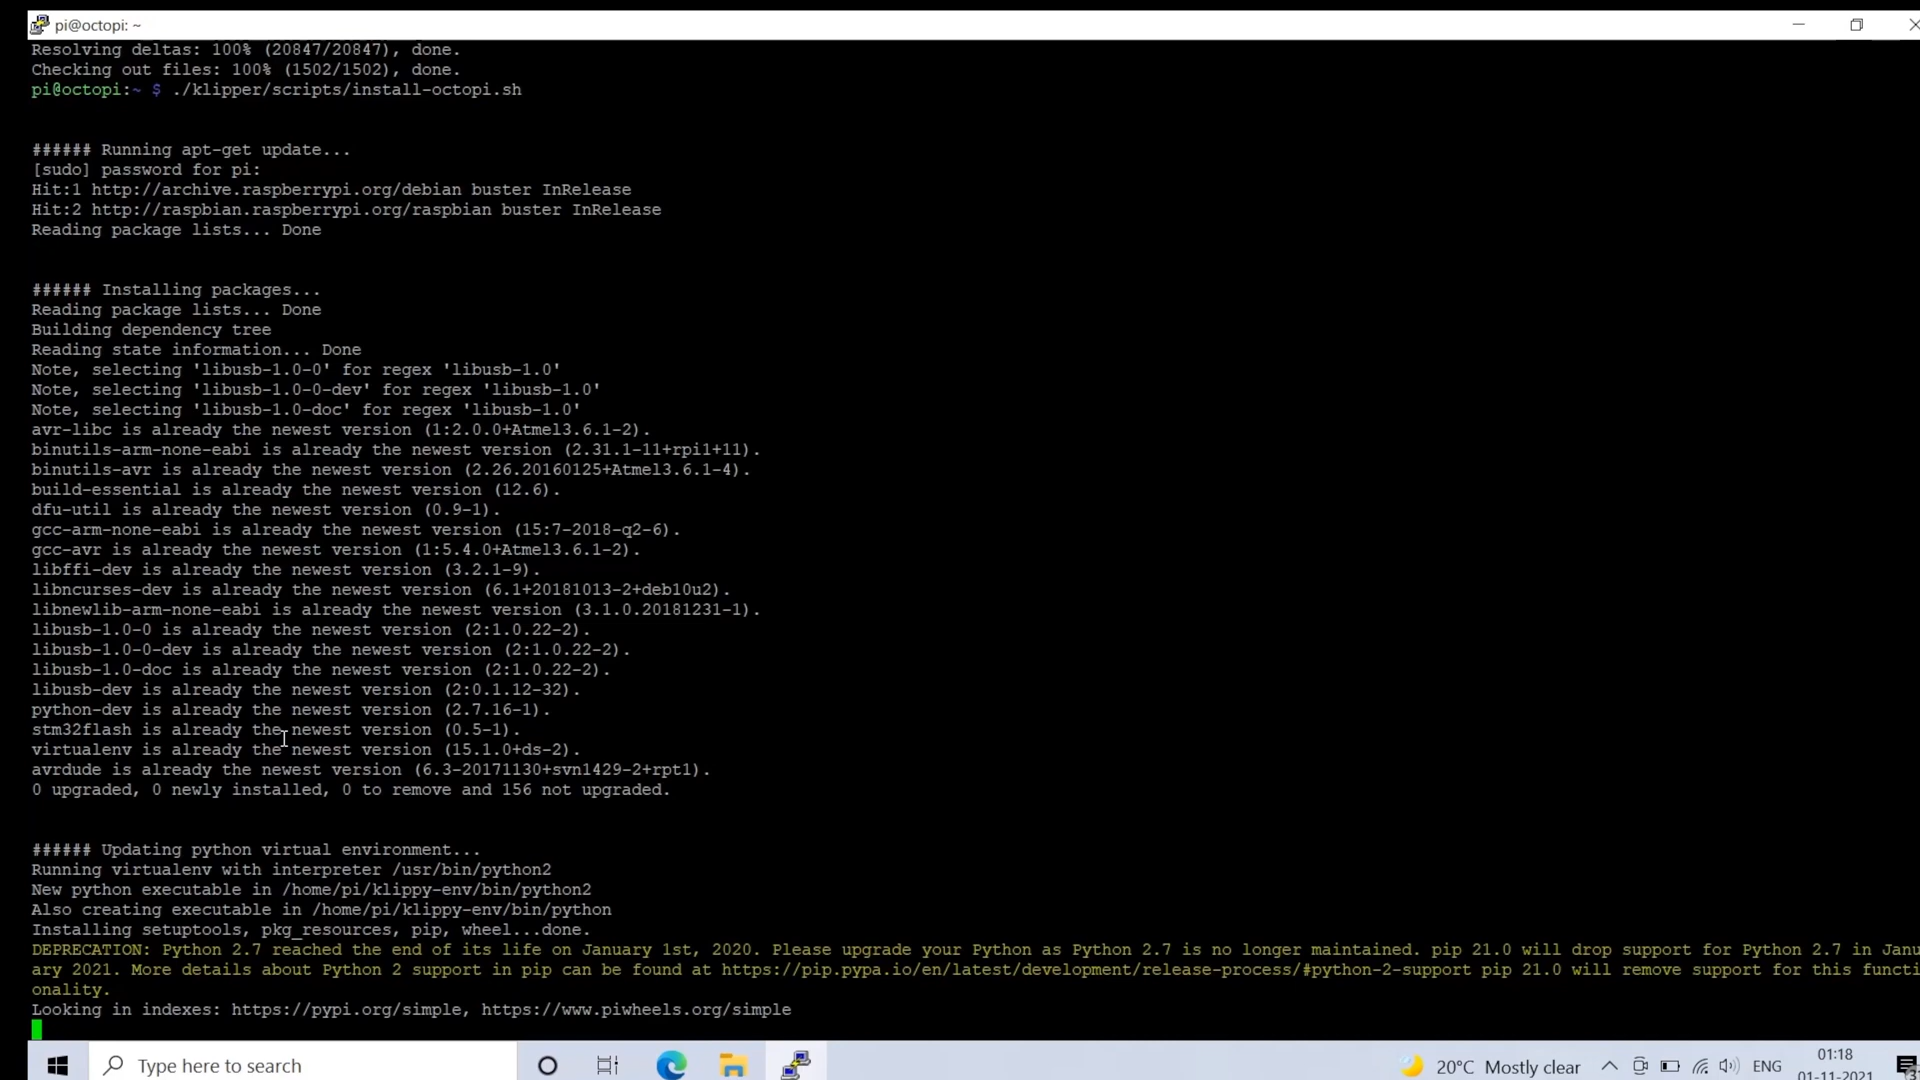 pi@octopi: ~
Resolving deltas: 100% (20847/20847), done.
Checking out files: 100% (1502/1502), done.
pi@octopi:~ $ ./klipper/scripts/install-octopi.sh
###### Running apt-get update...
[sudo] password for pi:
Hit:1 http://archive.raspberrypi.org/debian buster InRelease
Hit:2 http://raspbian.raspberrypi.org/raspbian buster InRelease
Reading package lists... Done
###### Installing packages...
Reading package lists... Done
Building dependency tree
Reading state information... Done
Note, selecting 'libusb-1.0-0' for regex 'libusb-1.0'
Note, selecting 'libusb-1.0-0-dev' for regex 'libusb-1.0'
Note, selecting 'libusb-1.0-doc' for regex 'libusb-1.0'
avr-libc is already the newest version (1:2.0.0+Atmel3.6.1-2).
binutils-arm-none-eabi is already the newest version (2.31.1-11+rpi1+11).
binutils-avr is already the newest version (2.26.20160125+Atmel3.6.1-4).
build-essential is already the newest version (12.6).
dfu-util is already the newest version (0.9-1).
gcc-arm-none-eabi is already the newest version (15:7-2018-q2-6).
gcc-avr is already the newest version (1:5.4.0+Atmel3.6.1-2).
libffi-dev is already the newest version (3.2.1-9).
libncurses-dev is already the newest version (6.1+20181013-2+deb10u2).
libnewlib-arm-none-eabi is already the newest version (3.1.0.20181231-1).
libusb-1.0-0 is already the newest version (2:1.0.22-2).
libusb-1.0-0-dev is already the newest version (2:1.0.22-2).
libusb-1.0-doc is already the newest version (2:1.0.22-2).
libusb-dev is already the newest version (2:0.1.12-32).
python-dev is already the newest version (2.7.16-1).
stm32flash is already the newest version (0.5-1).
virtualenv is already the newest version (15.1.0+ds-2).
avrdude is already the newest version (6.3-20171130+svn1429-2+rpt1).
0 upgraded, 0 newly installed, 0 to remove and 156 not upgraded.
###### Updating python virtual environment...
Running virtualenv with interpreter /usr/bin/python2
New python executable in /home/pi/klippy-env/bin/python2
Also creating executable in /home/pi/klippy-env/bin/python
Installing setuptools, pkg_resources, pip, wheel...done.
DEPRECATION: Python 2.7 reached the end of its life on January 1st, 2020. Please upgrade your Python as Python 2.7 is no longer maintained. pip 21.0 will drop support for Python 2.7 in Janu
ary 2021. More details about Python 2 support in pip can be found at https://pip.pypa.io/en/latest/development/release-process/#python-2-support pip 21.0 will remove support for this functi
onality.
Looking in indexes: https://pypi.org/simple, https://www.piwheels.org/simple
Type here to search
20°C Mostly clear
ENG
01:18
01-11-2021